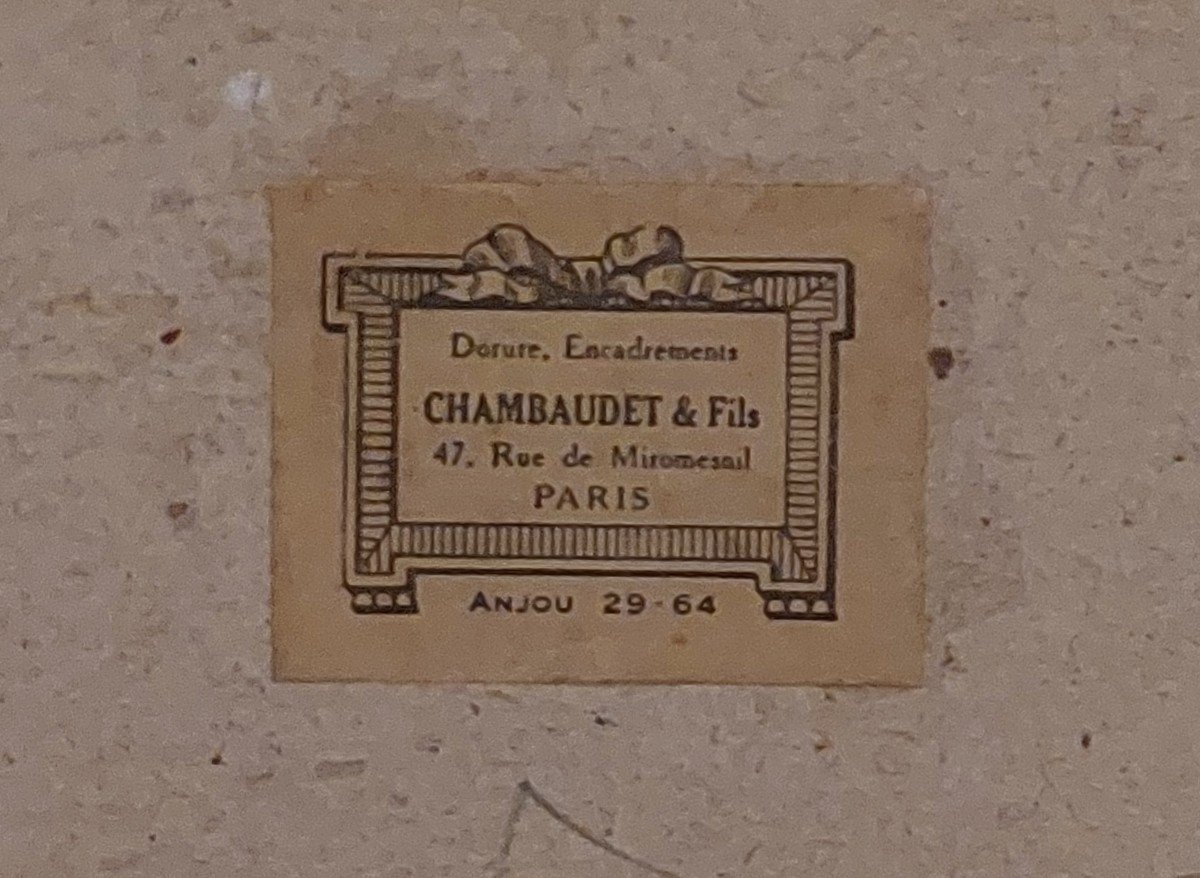 Dorure, Encadrements
CHAMBAUDET & Fils
47, Rue de Miromesnil
PARIS
ANJOU 29-64